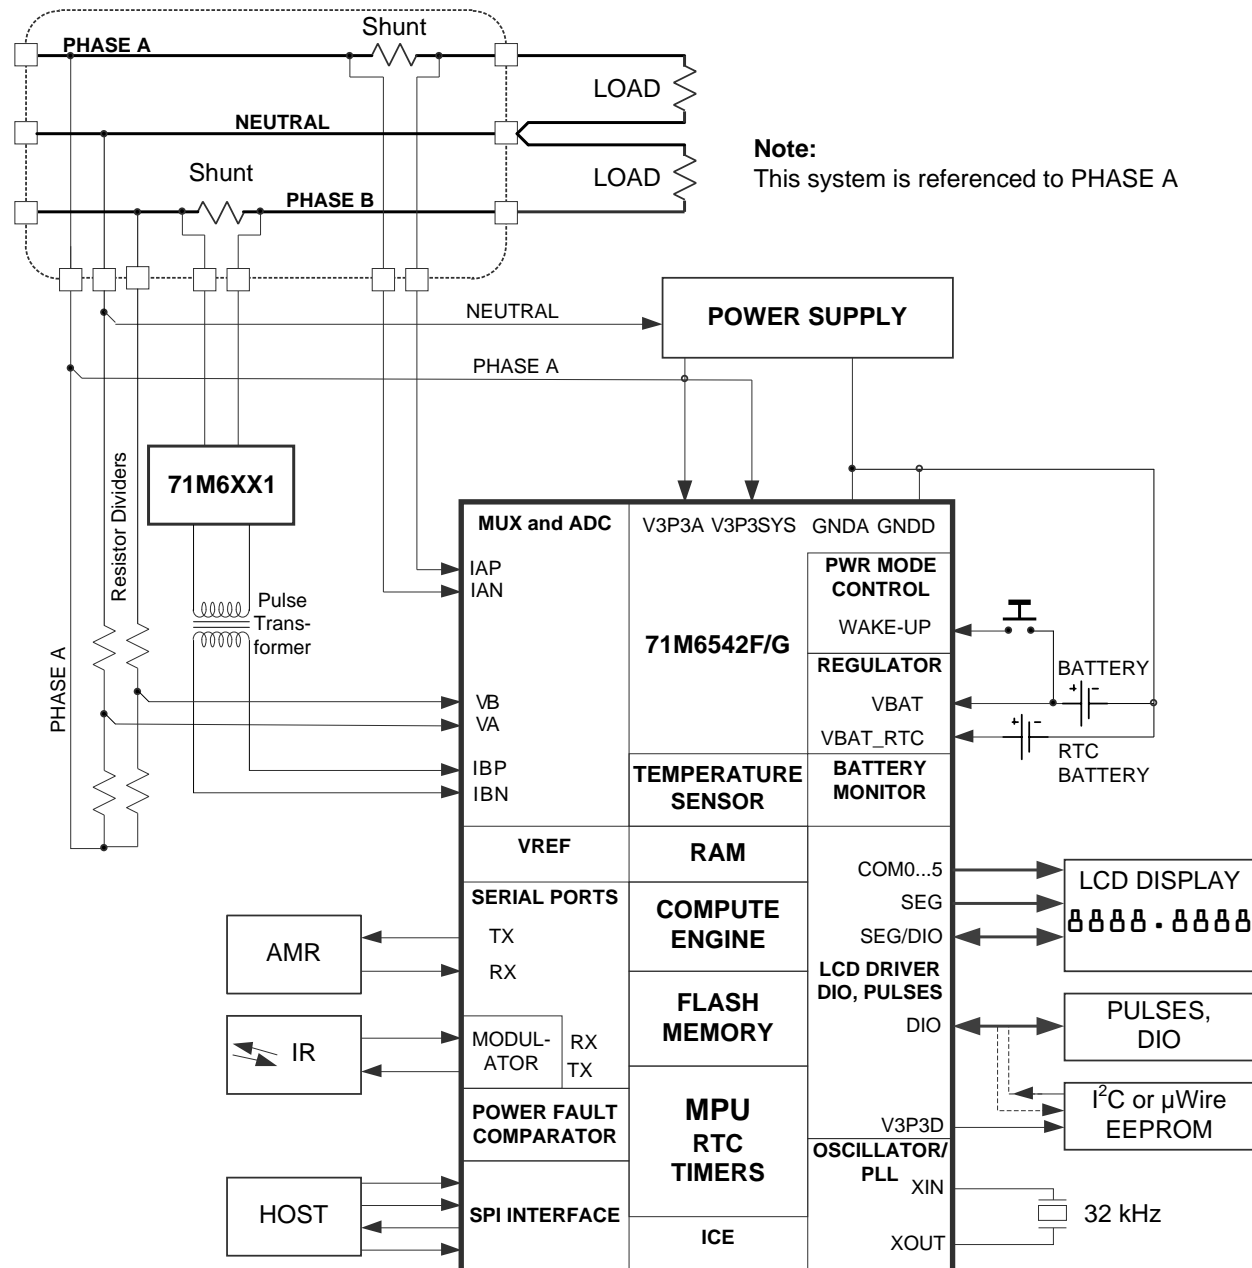 Shunt
PHASE A
LOAD
NEUTRAL
Note:
This system is referenced to PHASE A
Shunt
LOAD
PHASE B
NEUTRAL
POWER SUPPLY
PHASE A
71M6XX1
Resistor Dividers
PHASE A
Pulse
Trans-
former
MUX and ADC
V3P3A V3P3SYS GNDA GNDD
IAP
IAN
PWR MODE
CONTROL
WAKE-UP
71M6542F/G
REGULATOR
BATTERY
+ -
VB
VBAT
VA
VBAT_RTC
+ -
RTC
BATTERY
IBP
IBN
TEMPERATURE
SENSOR
BATTERY
MONITOR
VREF
RAM
COM0...5
LCD DISPLAY
8888.8888
SERIAL PORTS
COMPUTE
ENGINE
SEG
SEG/DIO
AMR
TX
RX
LCD DRIVER
DIO, PULSES
FLASH
MEMORY
DIO
PULSES,
DIO
IR
MODUL-
ATOR
RX
TX
I²C or µWire
EEPROM
POWER FAULT
COMPARATOR
MPU
RTC
TIMERS
V3P3D
OSCILLATOR/
PLL
XIN
HOST
SPI INTERFACE
ICE
32 kHz
XOUT